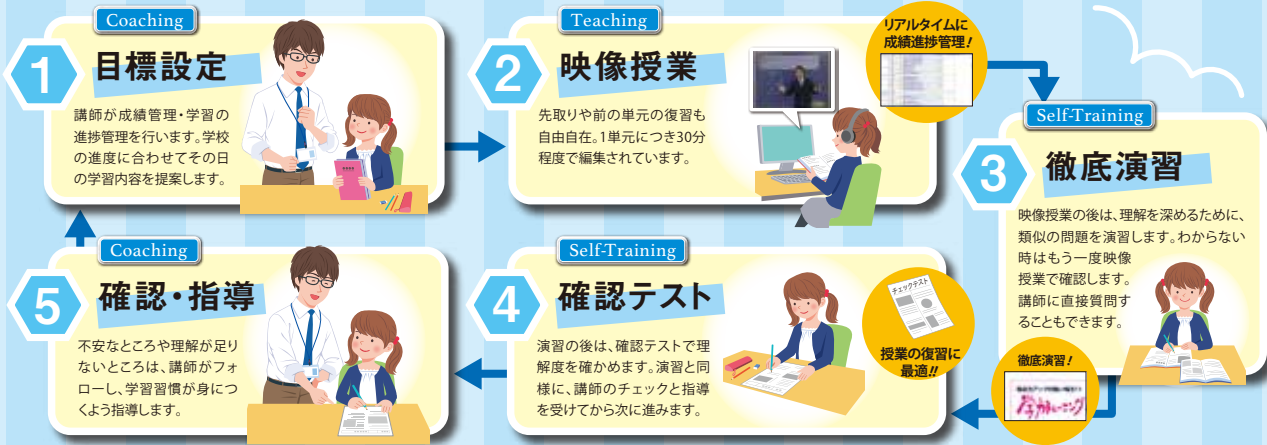 Coaching
1
目標設定
講師が成績管理・学習の
進捗管理を行います。学校
の進度に合わせてその日
の学習内容を提案します。
Teaching
2
映像授業
先取りや前の単元の復習も
自由自在。1単元につき30分
程度で編集されています。
リアルタイムに
成績進捗管理!
Self-Training
3
徹底演習
映像授業の後は、理解を深めるために、
類似の問題を演習します。わからない
時はもう一度映像
授業で確認します。
講師に直接質問す
ることもできます。
徹底演習!
Self-Training
4
確認テスト
演習の後は、確認テストで理
解度を確かめます。演習と同
様に、講師のチェックと指導
を受けてから次に進みます。
チェックテスト
授業の復習に
最適!!
Coaching
5
確認・指導
不安なところや理解が足り
ないところは、講師がフォ
ローし、学習習慣が身につ
くよう指導します。